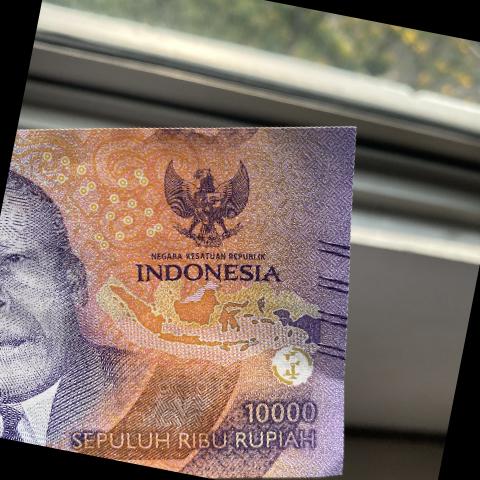 NEGARA KESATUAN REPUBLIK
INDONESIA
10000
SEPULUH RIBU RUPIAH